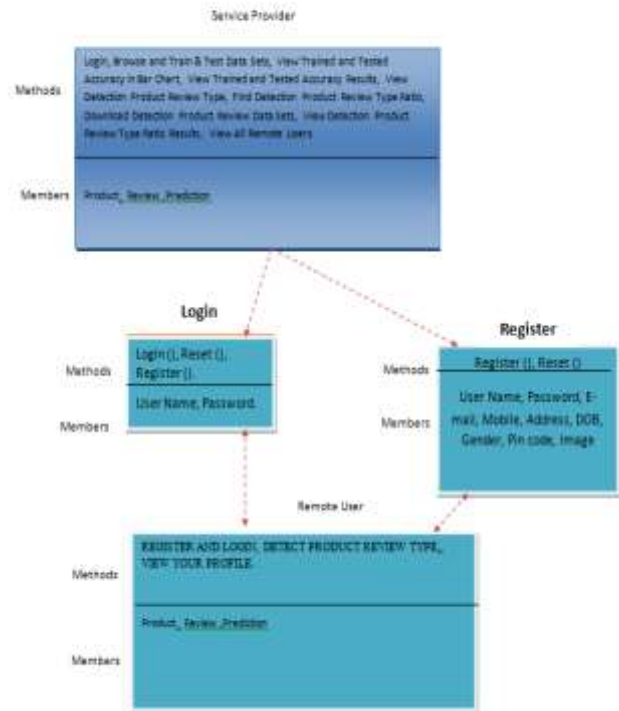 Service Provider
Methods
Login, Browse and Train & Test Data Sets, View Trained and Tested
Accuracy in Bar Chart, View Trained and Tested Accuracy Results, View
Detection Product Review Type, Find Detection Product Review Type Ratio,
Download Detection Product Review Data Sets, View Detection Product
Review Type Ratio Results, View All Remote Users
Members
Product_ Review ,Prediction
Login
Methods
Login (), Reset (),
Register ().
Members
User Name, Password.
Register
Methods
Register (), Reset ()
Members
User Name, Password, E-
mail, Mobile, Address, DOB,
Gender, Pin code, Image
Remote User
Methods
REGISTER AND LOGIN, DETECT PRODUCT REVIEW TYPE,
VIEW YOUR PROFILE.
Members
Product_ Review ,Prediction